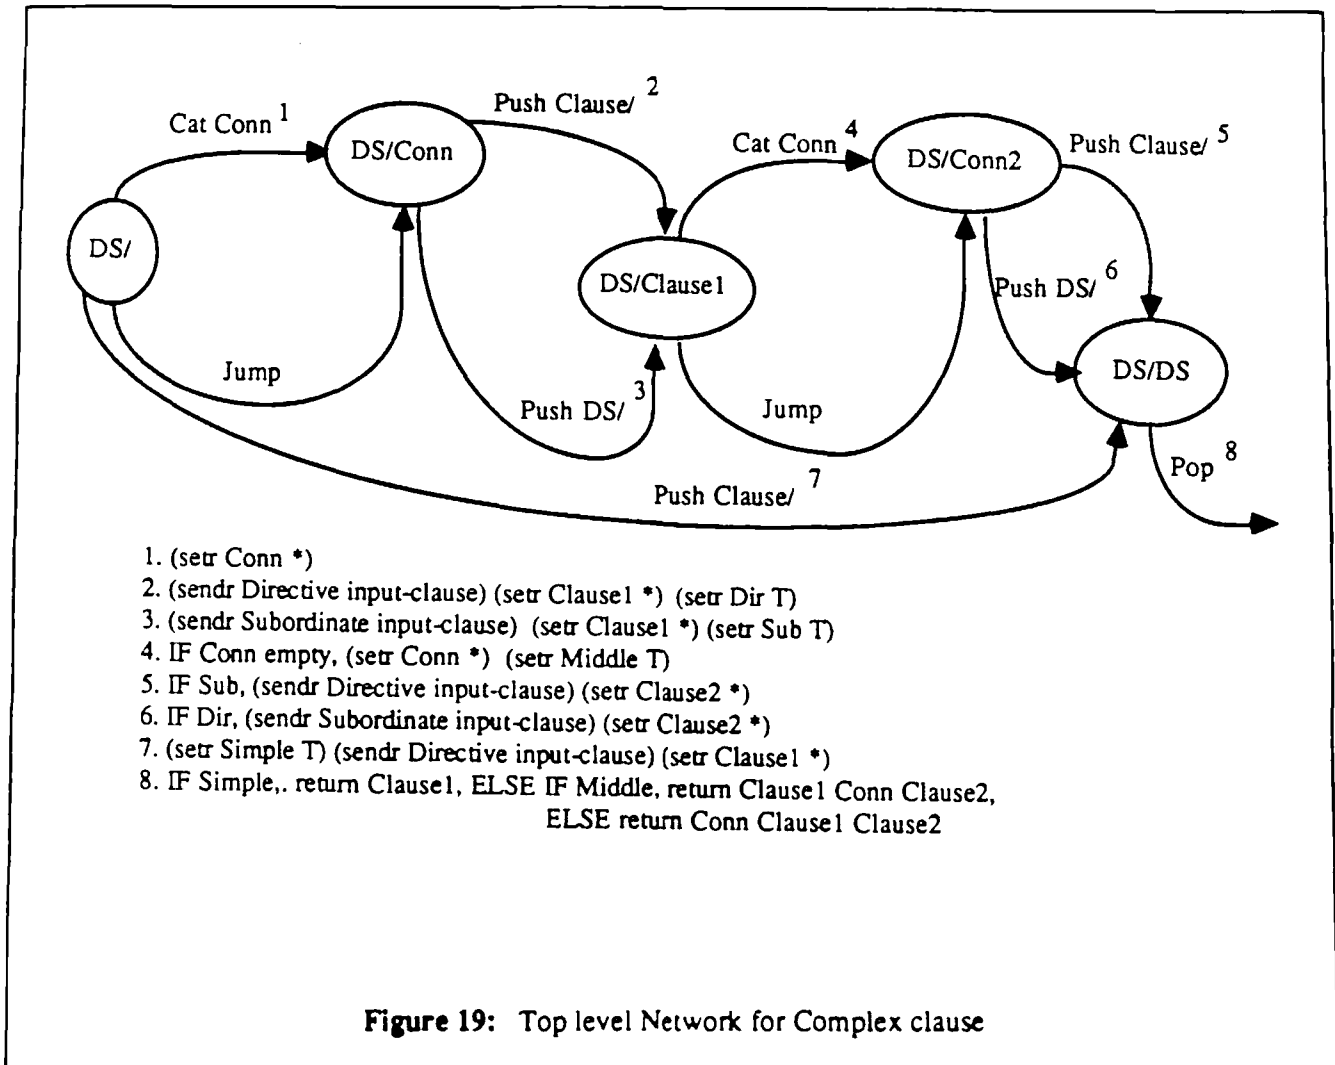 Cat Conn 1
Push Clause/ 2
Cat Conn 4
Push Clause/ 5
DS/Conn
DS/Conn2
DS/
DS/Clause1
Push DS/ 6
DS/DS
Jump
Push DS/ 3
Jump
Push Clause/ 7
Pop 8
1. (setr Conn *)
2. (sendr Directive input-clause) (setr Clause1 *) (setr Dir T)
3. (sendr Subordinate input-clause) (setr Clause1 *) (setr Sub T)
4. IF Conn empty, (setr Conn *) (setr Middle T)
5. IF Sub, (sendr Directive input-clause) (setr Clause2 *)
6. IF Dir, (sendr Subordinate input-clause) (setr Clause2 *)
7. (setr Simple T) (sendr Directive input-clause) (setr Clause1 *)
8. IF Simple,. return Clause1, ELSE IF Middle, return Clause1 Conn Clause2,
ELSE return Conn Clause1 Clause2
Figure 19: Top level Network for Complex clause